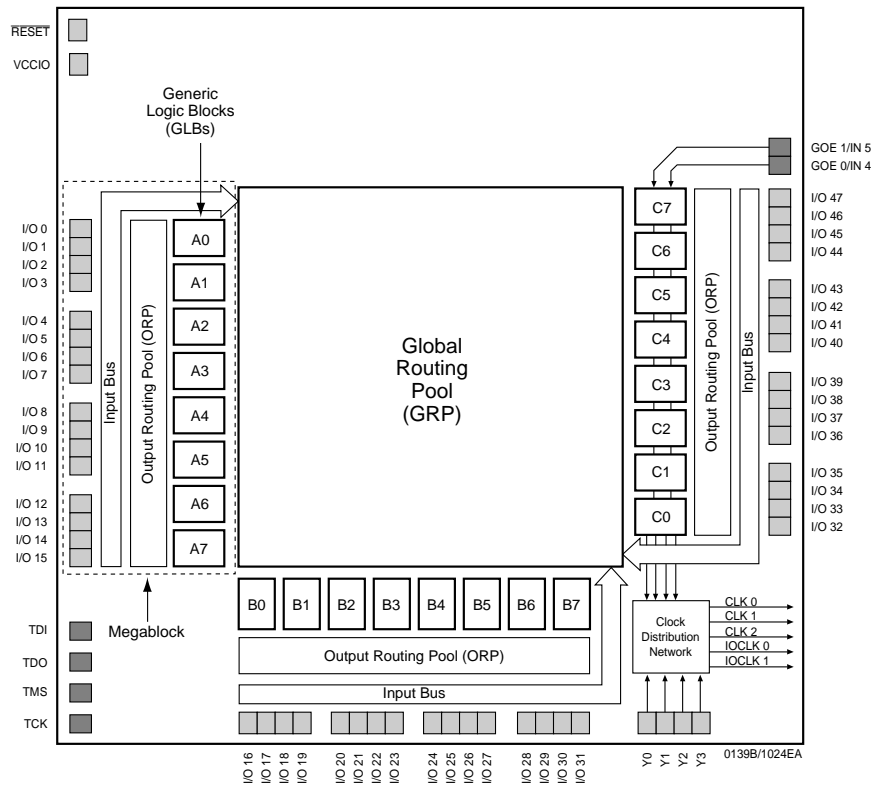 RESET
VCCIO
Generic
Logic Blocks
(GLBs)
GOE 1/IN 5
GOE 0/IN 4
I/O 0
I/O 1
I/O 2
I/O 3
I/O 4
I/O 5
I/O 6
I/O 7
I/O 8
I/O 9
I/O 10
I/O 11
I/O 12
I/O 13
I/O 14
I/O 15
Input Bus
Output Routing Pool (ORP)
A0
A1
A2
A3
A4
A5
A6
A7
Global
Routing
Pool
(GRP)
C7
C6
C5
C4
C3
C2
C1
C0
Output Routing Pool (ORP)
Input Bus
I/O 47
I/O 46
I/O 45
I/O 44
I/O 43
I/O 42
I/O 41
I/O 40
I/O 39
I/O 38
I/O 37
I/O 36
I/O 35
I/O 34
I/O 33
I/O 32
Megablock
TDI
TDO
TMS
TCK
B0 B1 B2 B3 B4 B5 B6 B7
Output Routing Pool (ORP)
Input Bus
Clock
Distribution
Network
CLK 0
CLK 1
CLK 2
IOCLK 0
IOCLK 1
I/O 16
I/O 17
I/O 18
I/O 19
I/O 20
I/O 21
I/O 22
I/O 23
I/O 24
I/O 25
I/O 26
I/O 27
I/O 28
I/O 29
I/O 30
I/O 31
Y0
Y1
Y2
Y3
0139B/1024EA